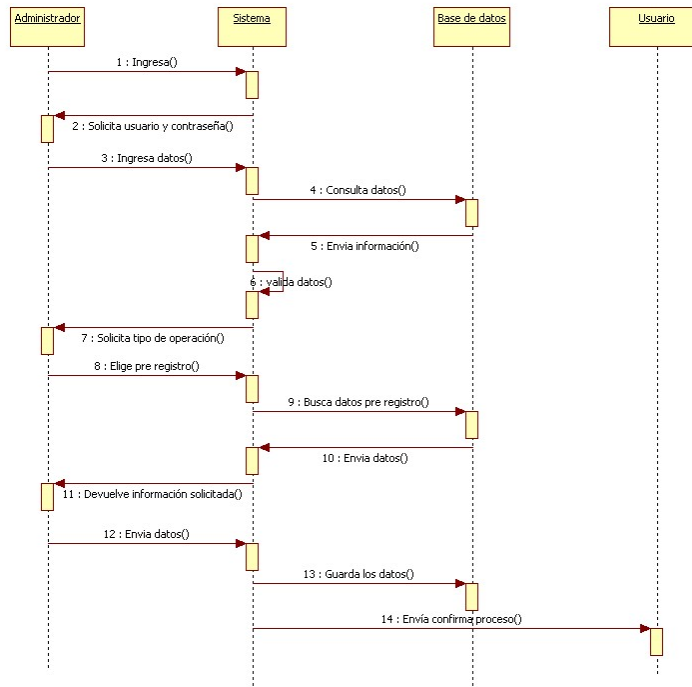 Administrador
Sistema
Base de datos
Usuario
1 : Ingresa()
2 : Solicita usuario y contraseña()
3 : Ingresa datos()
4 : Consulta datos()
5 : Envia información()
6 : valida datos()
7 : Solicita tipo de operación()
8 : Elige pre registro()
9 : Busca datos pre registro()
10 : Envia datos()
11 : Devuelve información solicitada()
12 : Envia datos()
13 : Guarda los datos()
14 : Envía confirma proceso()